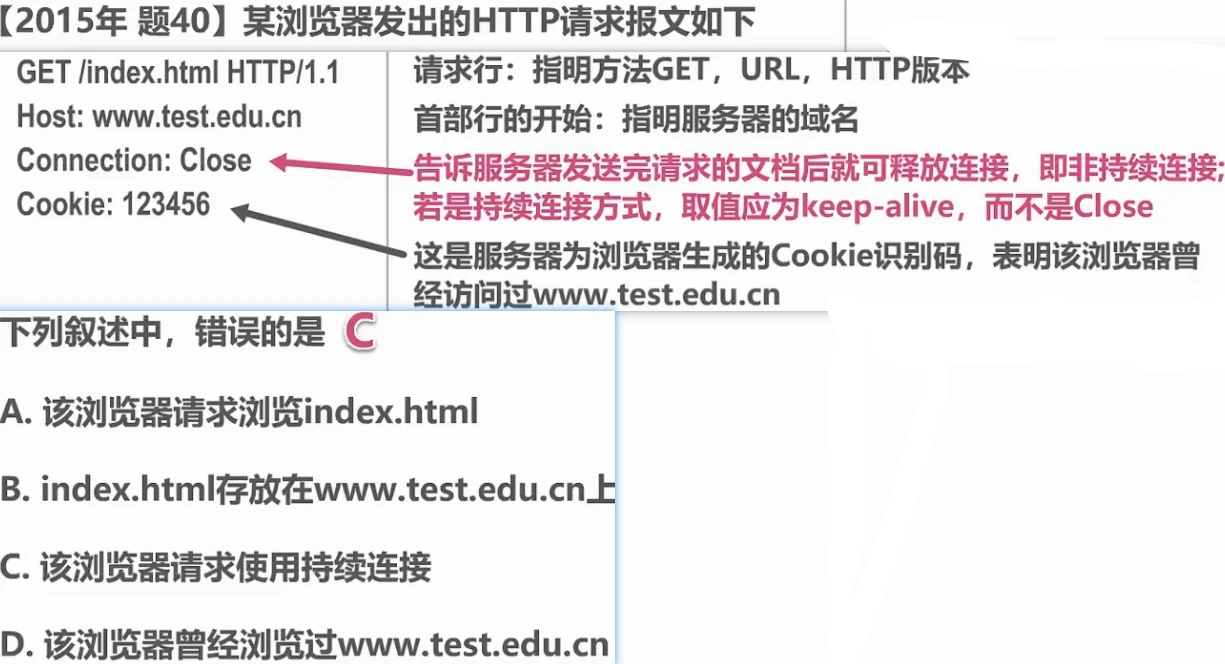 【2015年 题40】某浏览器发出的HTTP请求报文如下
GET /index.html HTTP/1.1
Host: www.test.edu.cn
Connection: Close
Cookie: 123456
请求行：指明方法GET，URL，HTTP版本
首部行的开始：指明服务器的域名
告诉服务器发送完请求的文档后就可释放连接，即非持续连接;
若是持续连接方式，取值应为keep-alive，而不是Close
这是服务器为浏览器生成的Cookie识别码，表明该浏览器曾
经访问过www.test.edu.cn
下列叙述中，错误的是 C
A. 该浏览器请求浏览index.html
B. index.html存放在www.test.edu.cn上
C. 该浏览器请求使用持续连接
D. 该浏览器曾经浏览过www.test.edu.cn